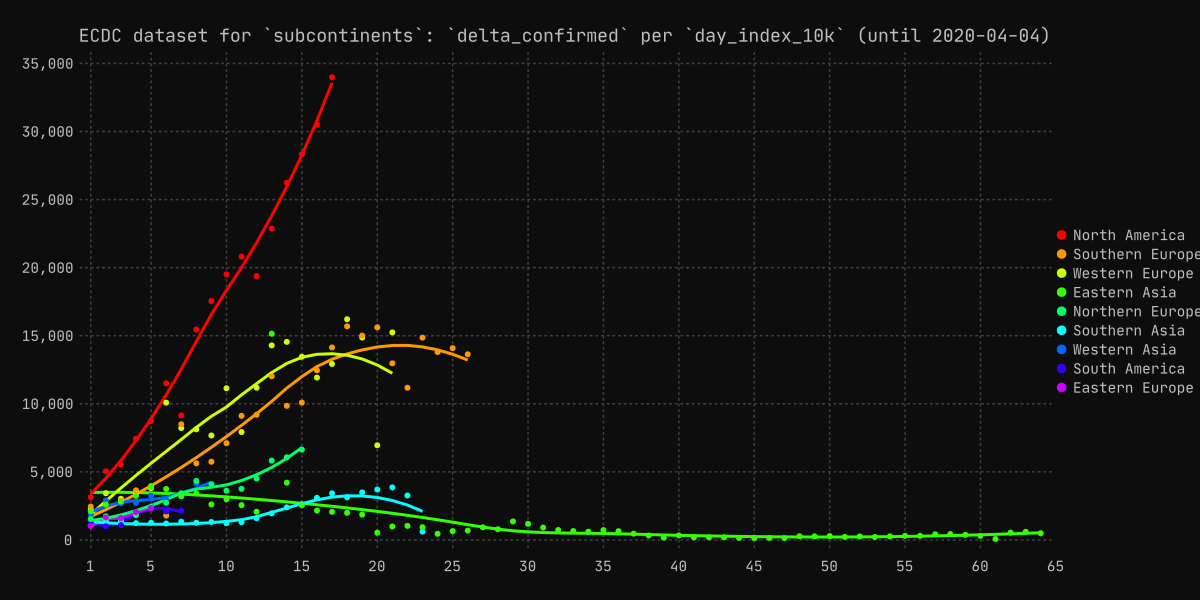 ECDC dataset for `subcontinents`: `delta_confirmed` per `day_index_10k` (until 2020-04-04)
35,000
30,000
25,000
20,000
15,000
10,000
5,000
0
1 5 10 15 20 25 30 35 40 45 50 55 60 65
North America
Southern Europe
Western Europe
Eastern Asia
Northern Europe
Southern Asia
Western Asia
South America
Eastern Europe